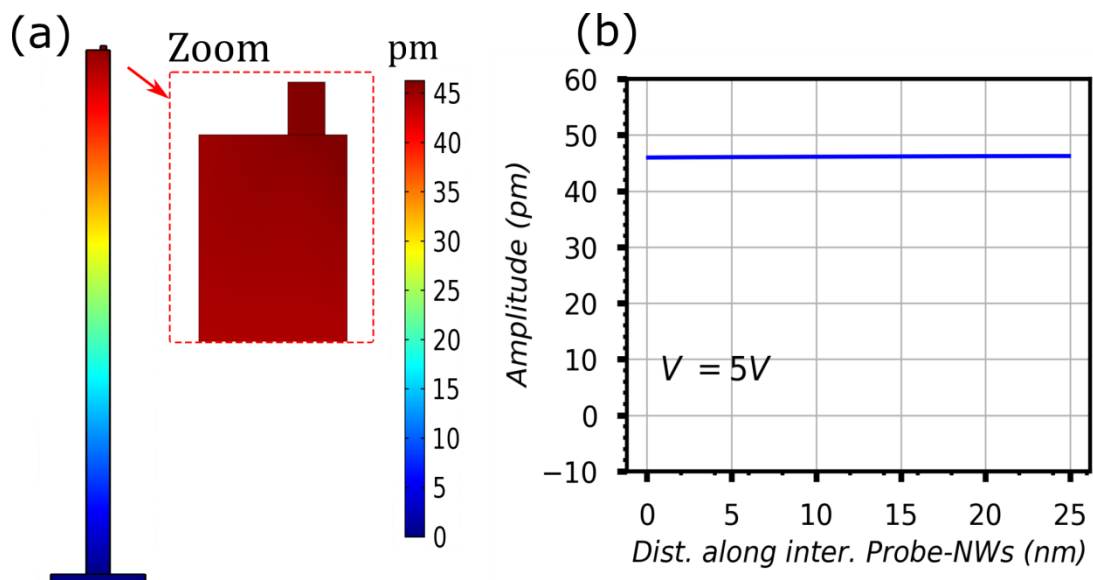 (a)
Zoom
pm
45
40
35
30
25
20
15
10
5
0
(b)
60
50
40
30
20
10
0
−10
Amplitude (pm)
V = 5V
0 5 10 15 20 25
Dist. along inter. Probe-NWs (nm)